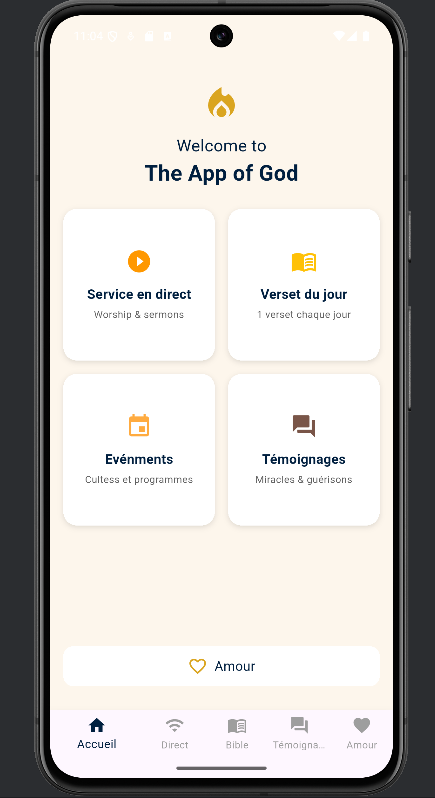 11:04
Welcome to
The App of God
Service en direct
Worship & sermons
Verset du jour
1 verset chaque jour
Evénments
Cultess et programmes
Témoignages
Miracles & guérisons
Amour
Accueil
Direct
Bible
Témoigna...
Amour